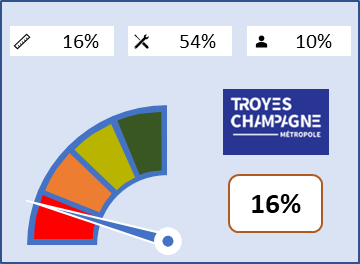 16% 54% 10%
TROYES
CHAMPAGNE
MÉTROPOLE
16%